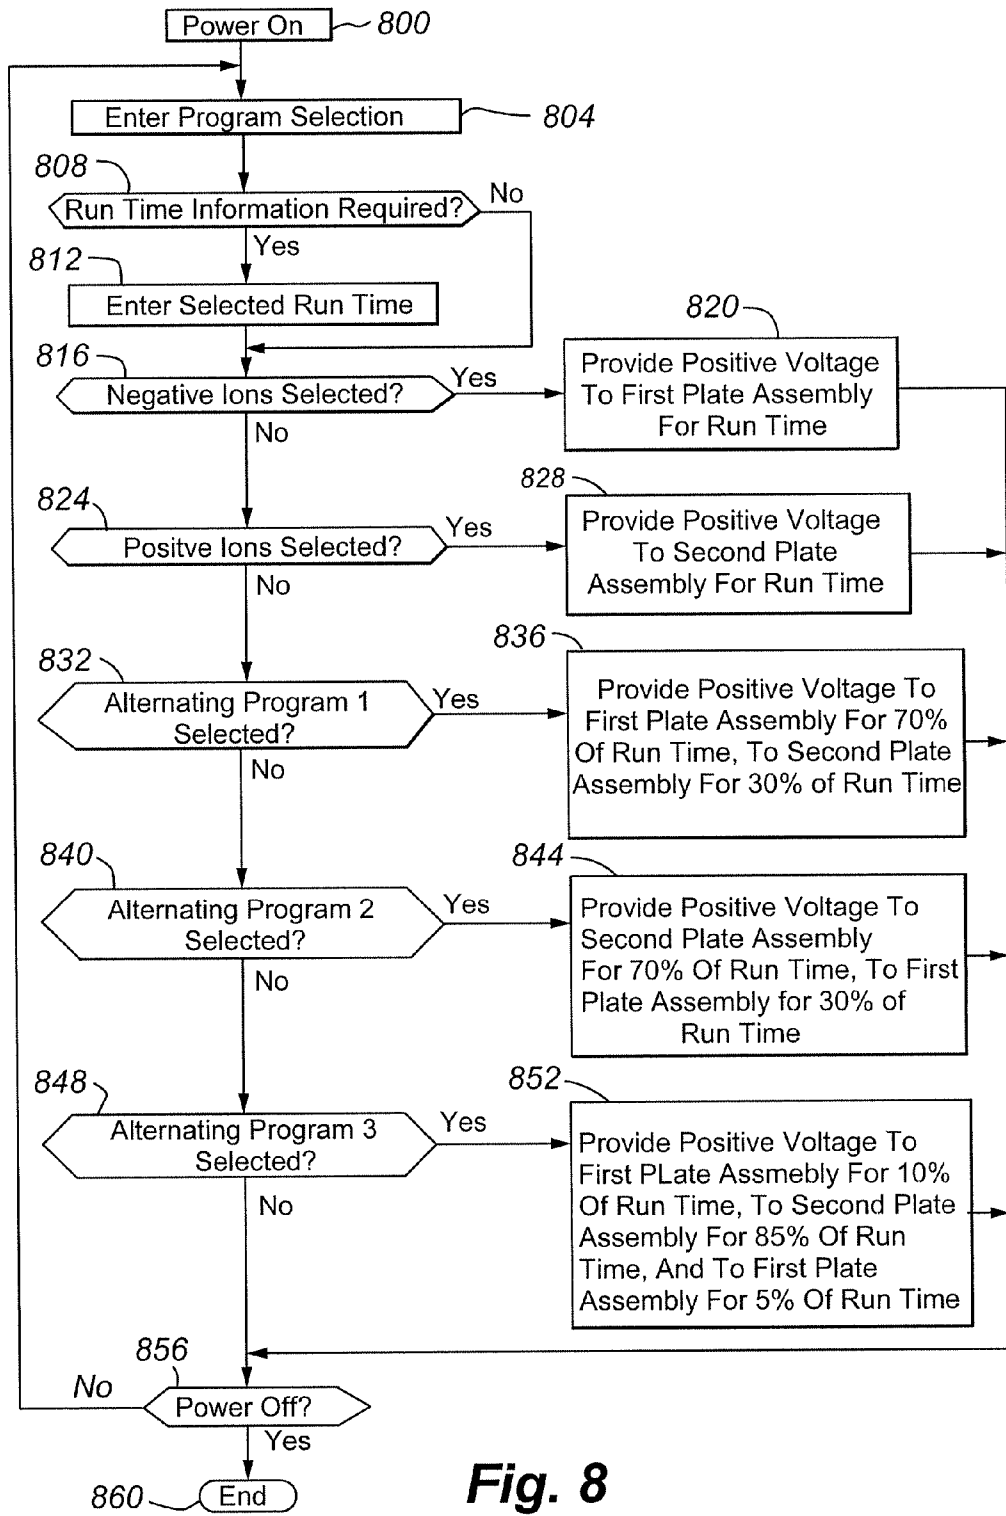 Power On
800
Enter Program Selection
804
808
Run Time Information Required?
No
Yes
812
Enter Selected Run Time
816
Negative Ions Selected?
Yes
No
820
Provide Positive Voltage
To First Plate Assembly
For Run Time
824
Positve Ions Selected?
Yes
No
828
Provide Positive Voltage
To Second Plate
Assembly For Run Time
832
Alternating Program 1
Selected?
Yes
No
836
Provide Positive Voltage To
First Plate Assembly For 70%
Of Run Time, To Second Plate
Assembly For 30% of Run Time
840
Alternating Program 2
Selected?
Yes
No
844
Provide Positive Voltage To
Second Plate Assembly
For 70% Of Run Time, To First
Plate Assembly for 30% of
Run Time
848
Alternating Program 3
Selected?
Yes
No
852
Provide Positive Voltage To
First PLate Assmebly For 10%
Of Run Time, To Second Plate
Assembly For 85% Of Run
Time, And To First Plate
Assembly For 5% Of Run Time
856
No
Power Off?
Yes
860
End
Fig. 8